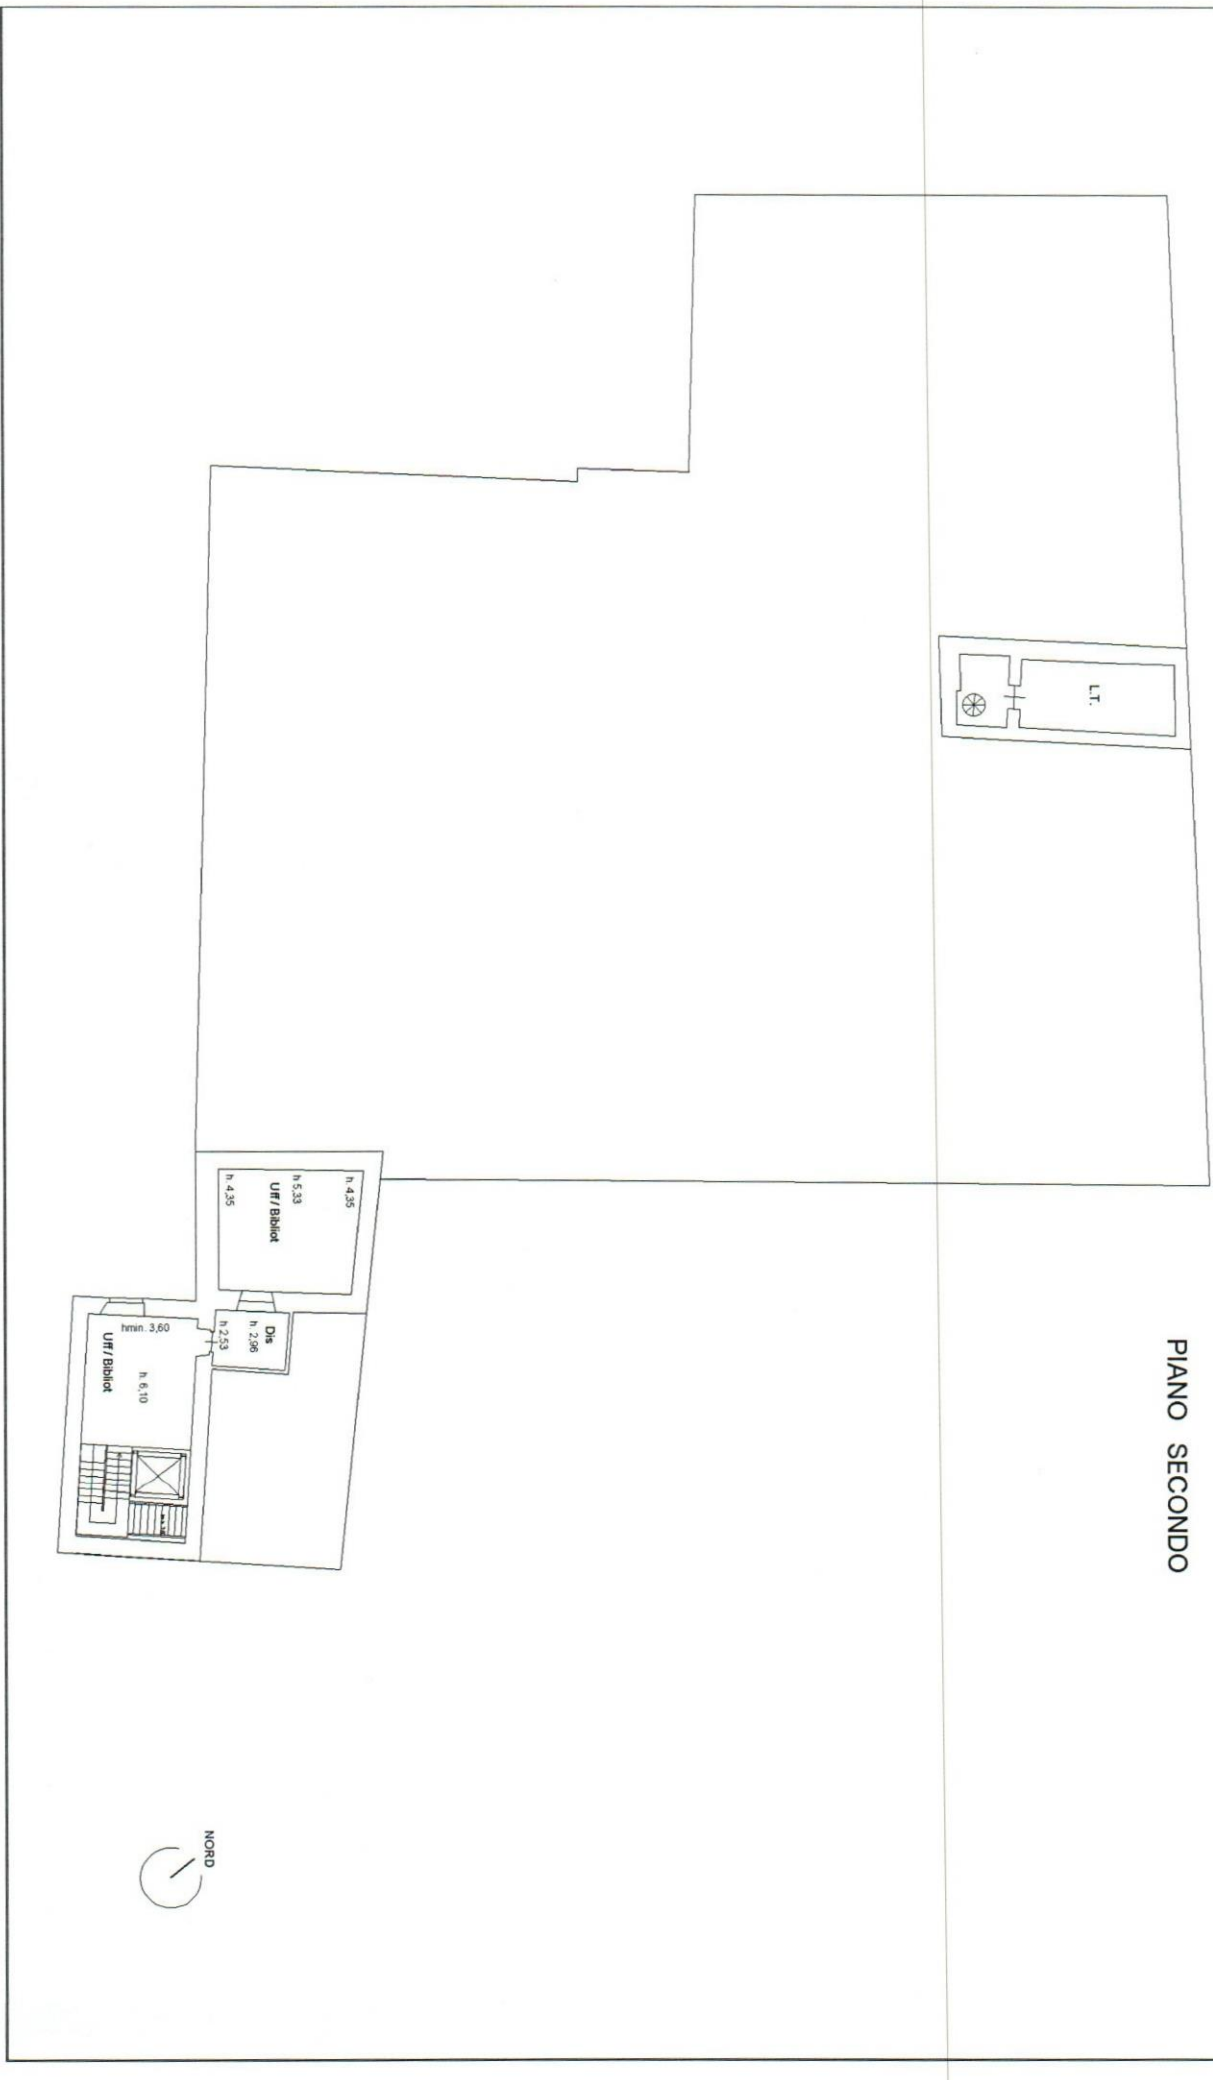 PIANO SECONDO
L.T.
h. 4,35
h 5,33
Uff / Bibliot
h. 4,35
Dis
h. 2,96
h 2,53
hmin. 3,60
h. 6,10
Uff / Bibliot
NORD